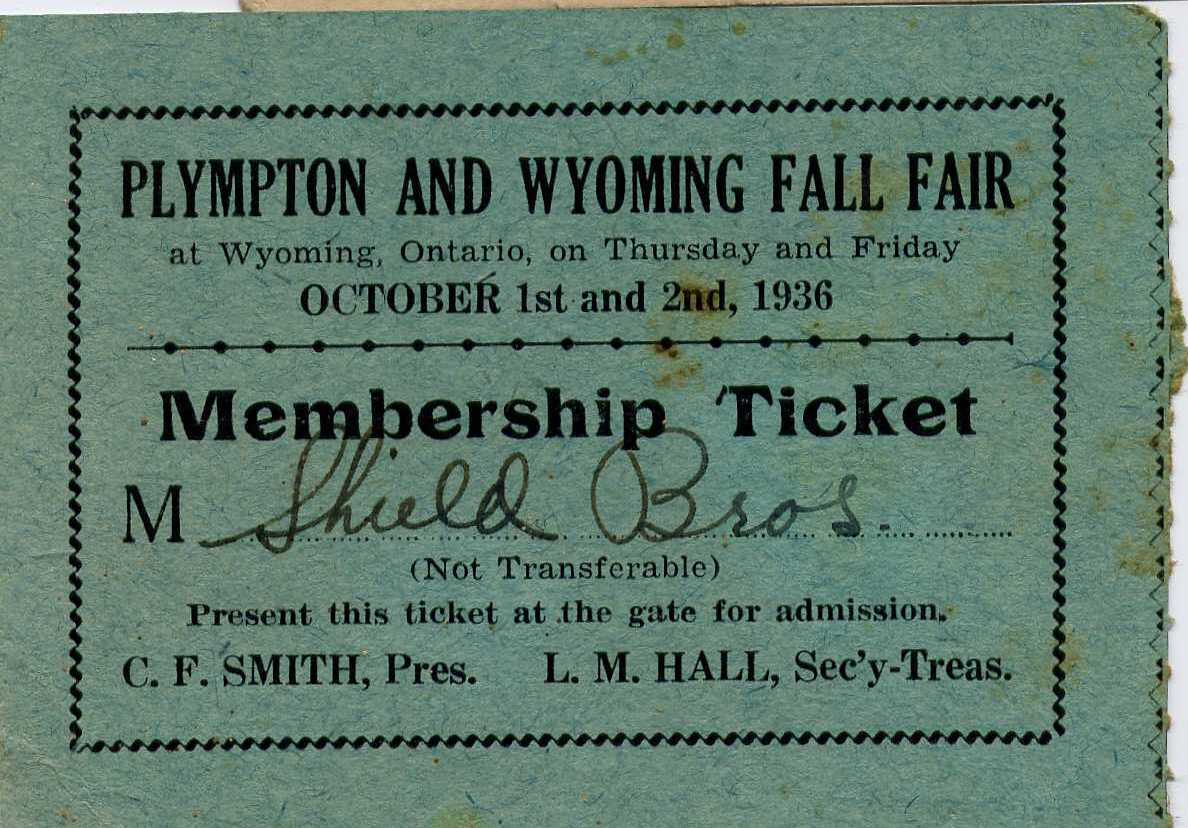 PLYMPTON AND WYOMING FALL FAIR
at Wyoming, Ontario, on Thursday and Friday
OCTOBER 1st and 2nd, 1936
Membership Ticket
M Shield Bros.
(Not Transferable)
Present this ticket at the gate for admission.
C. F. SMITH, Pres. L. M. HALL, Sec'y-Treas.